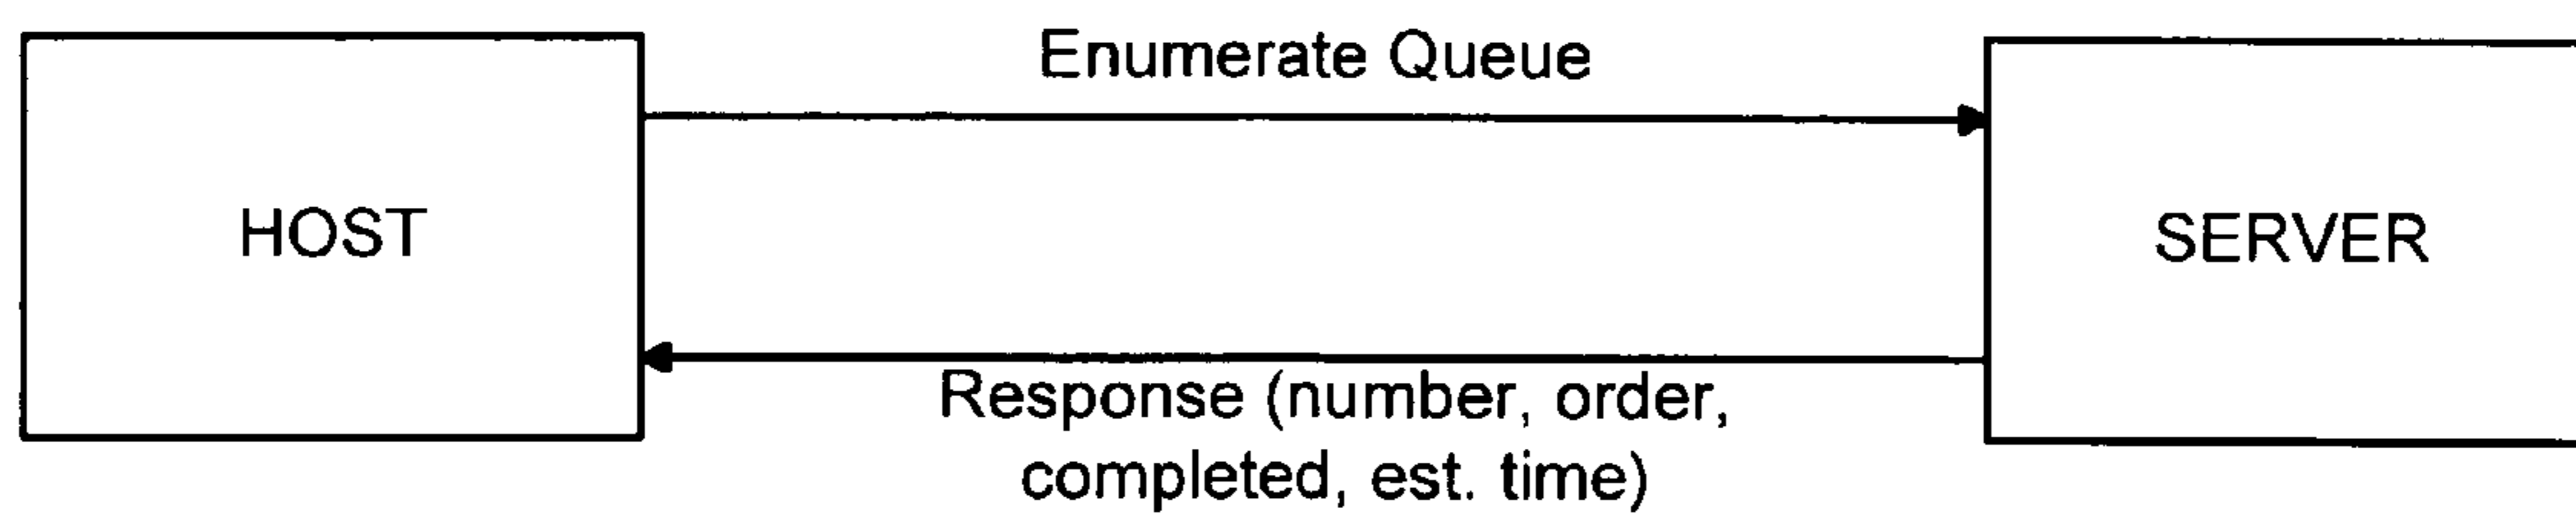 Enumerate Queue
HOST
SERVER
Response (number, order,
completed, est. time)